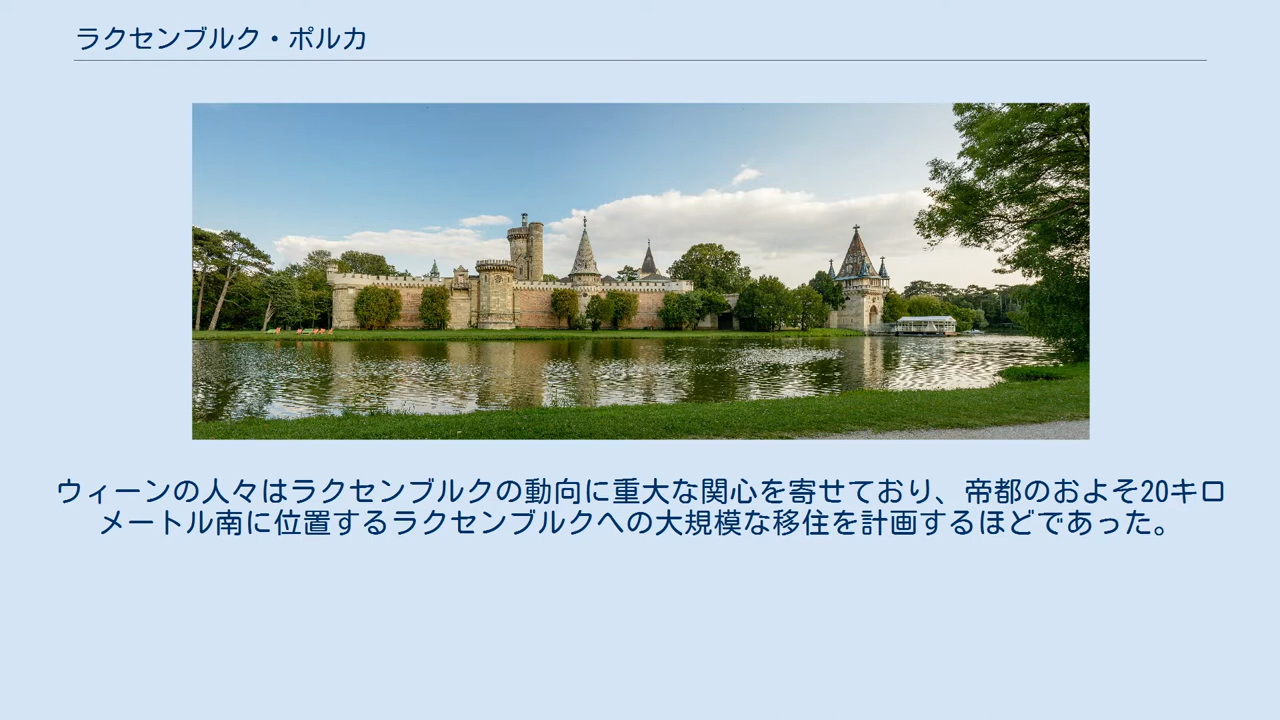 ラクセンブルク・ポルカ
ウィーンの人々はラクセンブルクの動向に重大な関心を寄せており、帝都のおよそ20キロ
メートル南に位置するラクセンブルクへの大規模な移住を計画するほどであった。